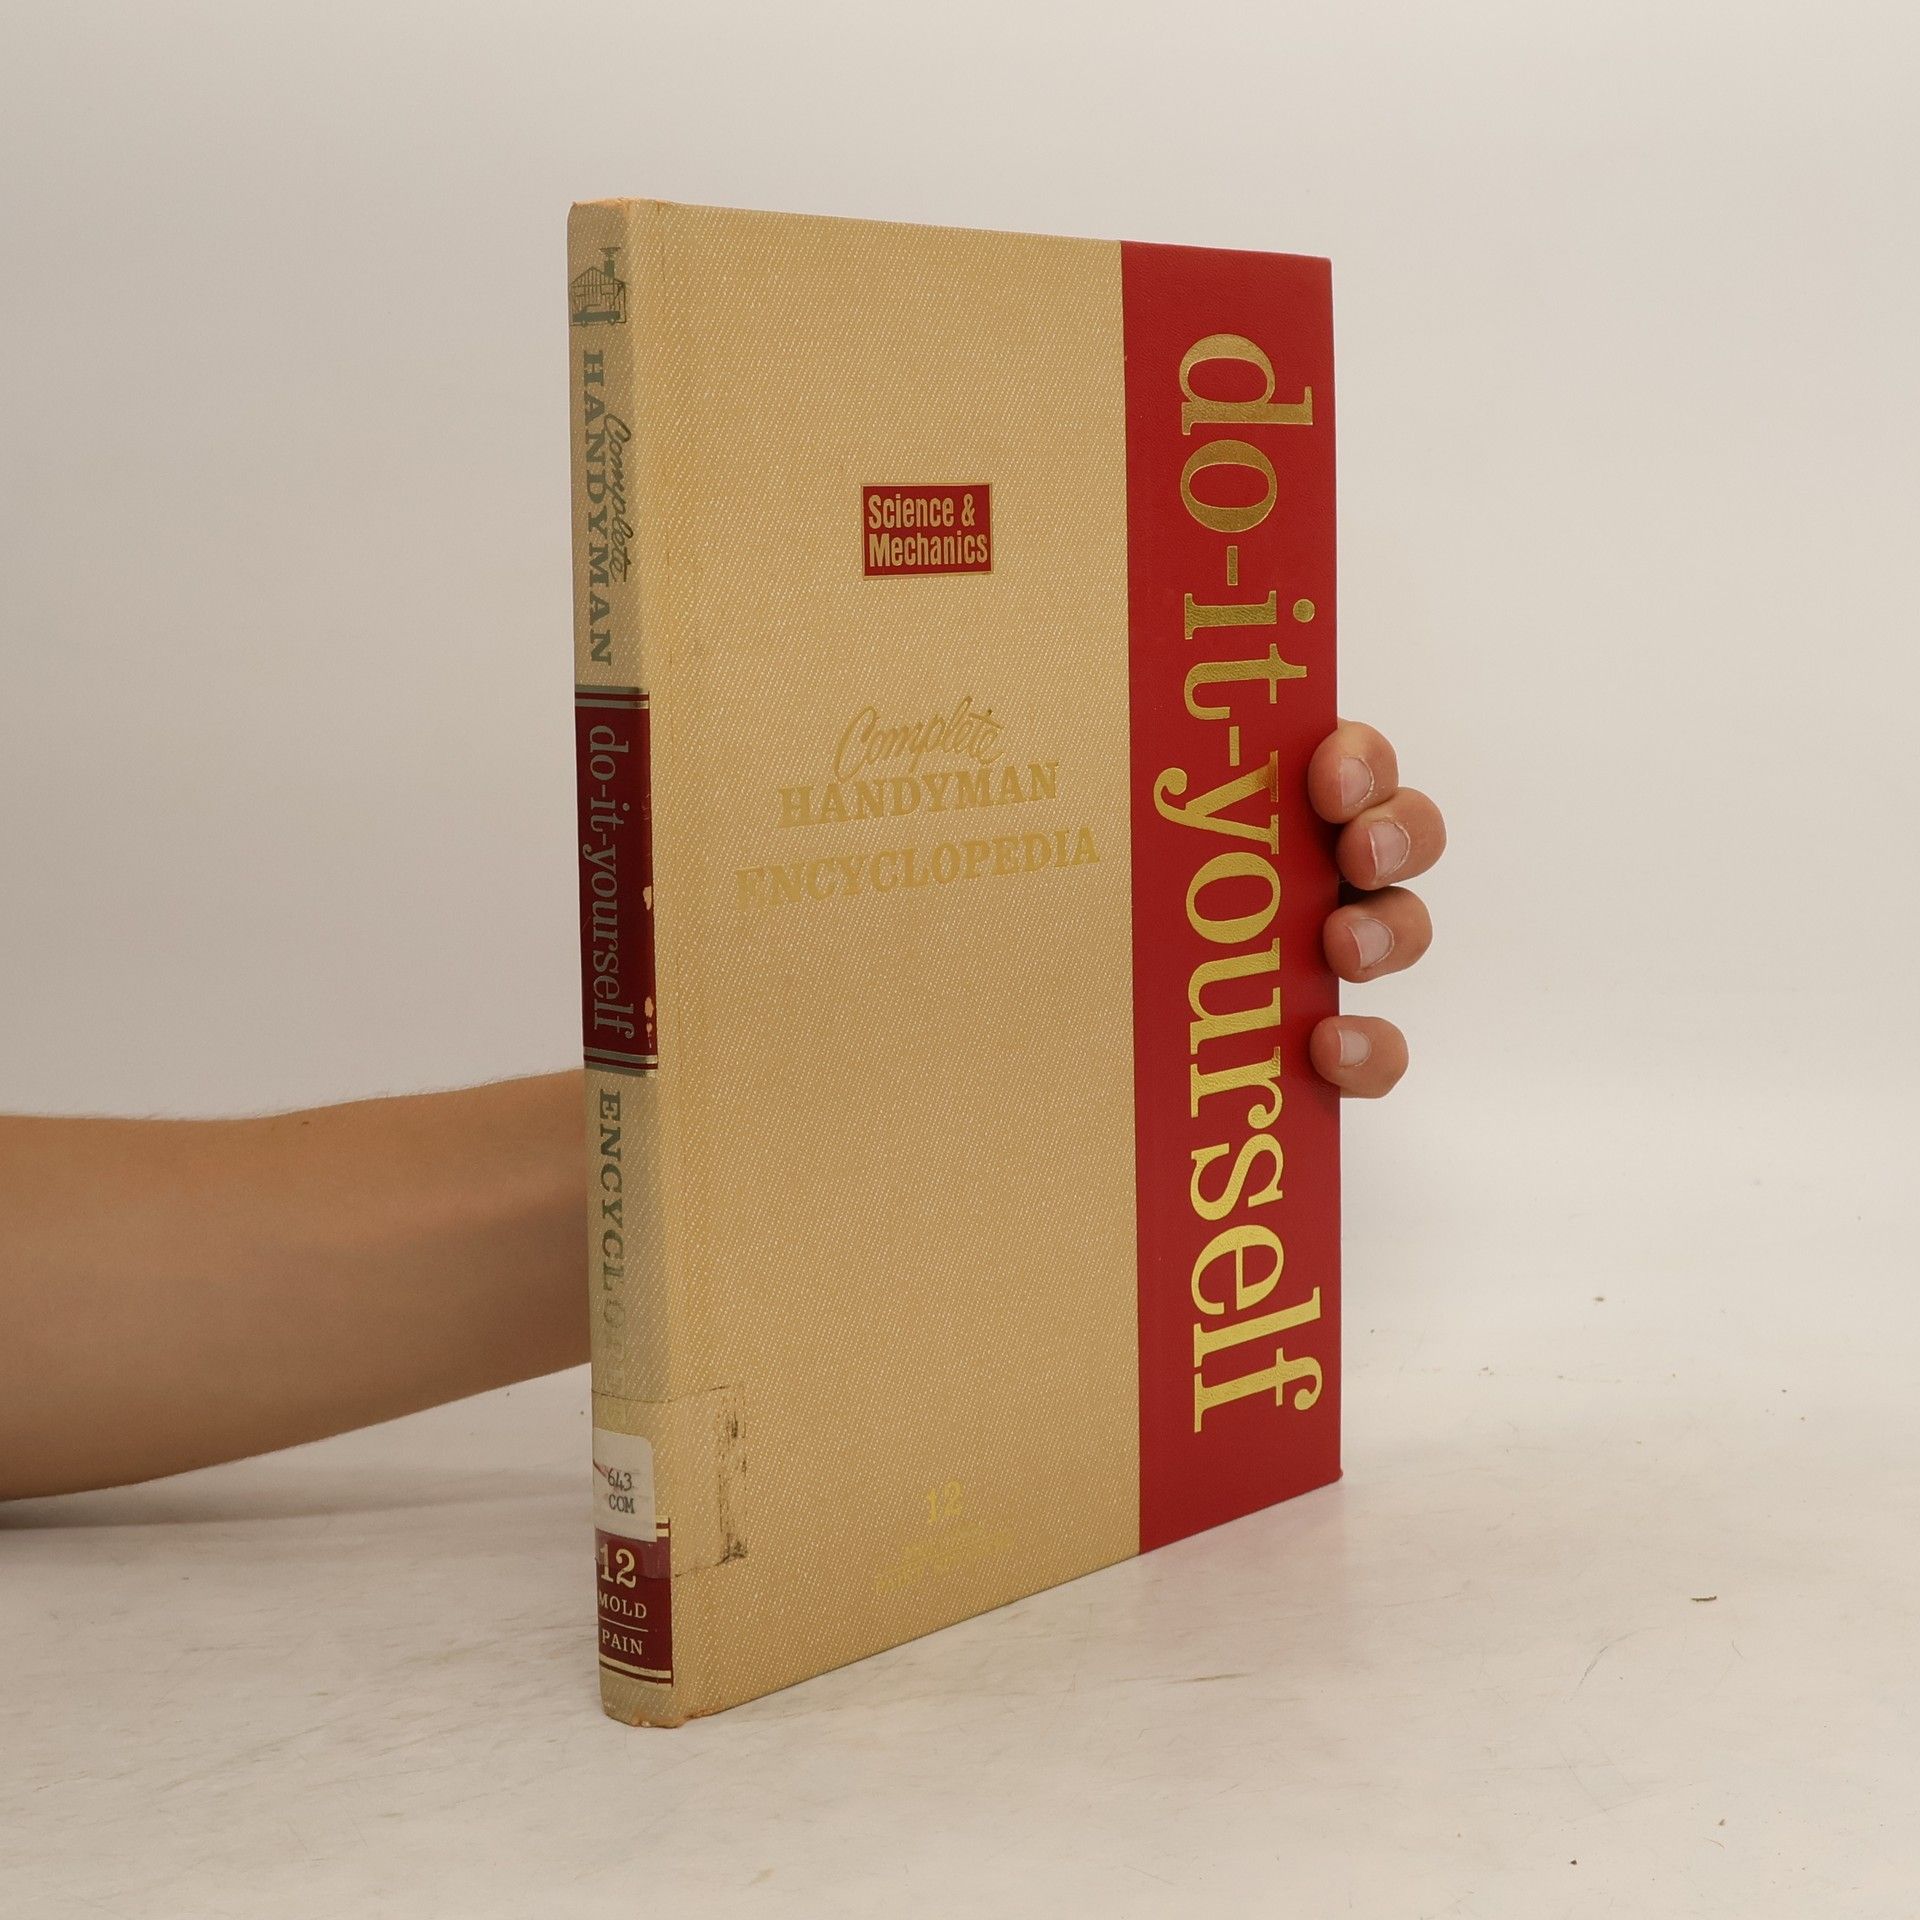 Complete
HANDYMAN
do-it-yourself
643
COM
12
MOLD
PAIN
Science &
Mechanics
Complete
HANDYMAN
ENCYCLOPEDIA
12
do-it-yourself